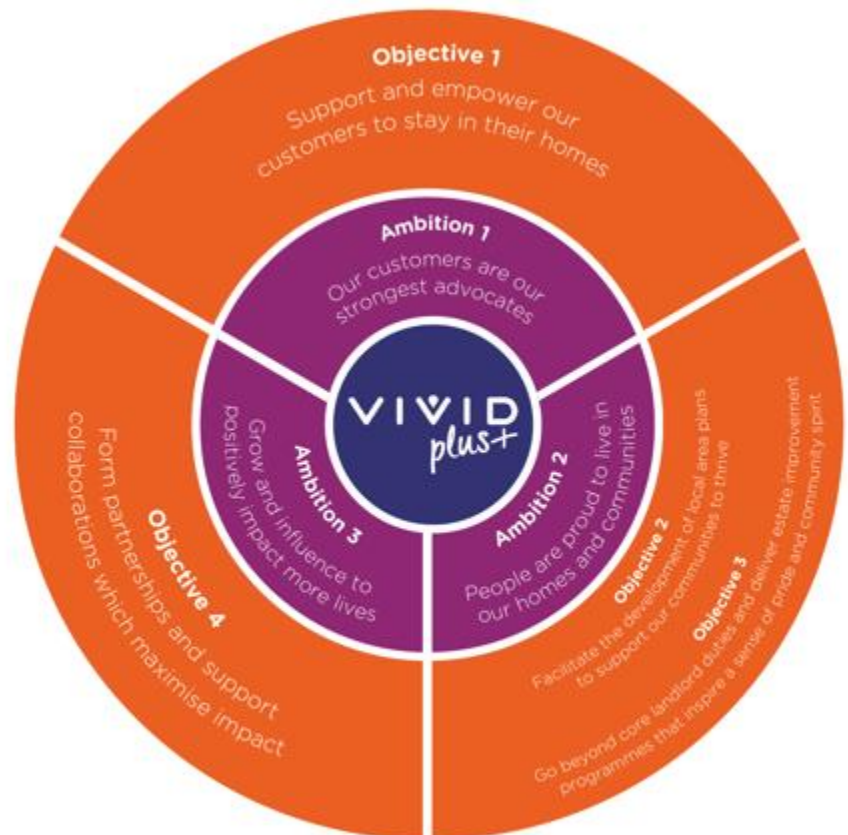 Objective 1
Support and empower our
customers to stay in their homes
Ambition 1
Our customers are our
strongest advocates
VIVID
plus+
Ambition 2
People are proud to live in
our homes and communities
Objective 2
Facilitate the development of local area plans
to support our communities to thrive
Objective 3
Go beyond core landlord duties and deliver estate improvement
programmes that inspire a sense of pride and community spirit
Ambition 3
Grow and influence to
positively impact more lives
Objective 4
Form partnerships and support
collaborations which maximise impact